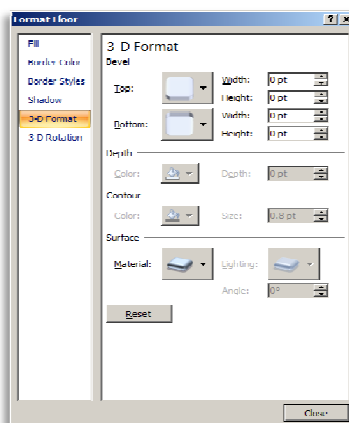 Format Floor
Fill
Border Color
Border Styles
Shadow
3-D Format
3-D Rotation
3-D Format
Bevel
Top:
Width: 0 pt
Height: 0 pt
Bottom:
Width: 0 pt
Height: 0 pt
Depth
Color:
Depth: 0 pt
Contour
Color:
Size: 0.8 pt
Surface
Material:
Lighting:
Angle: 0°
Reset
Close